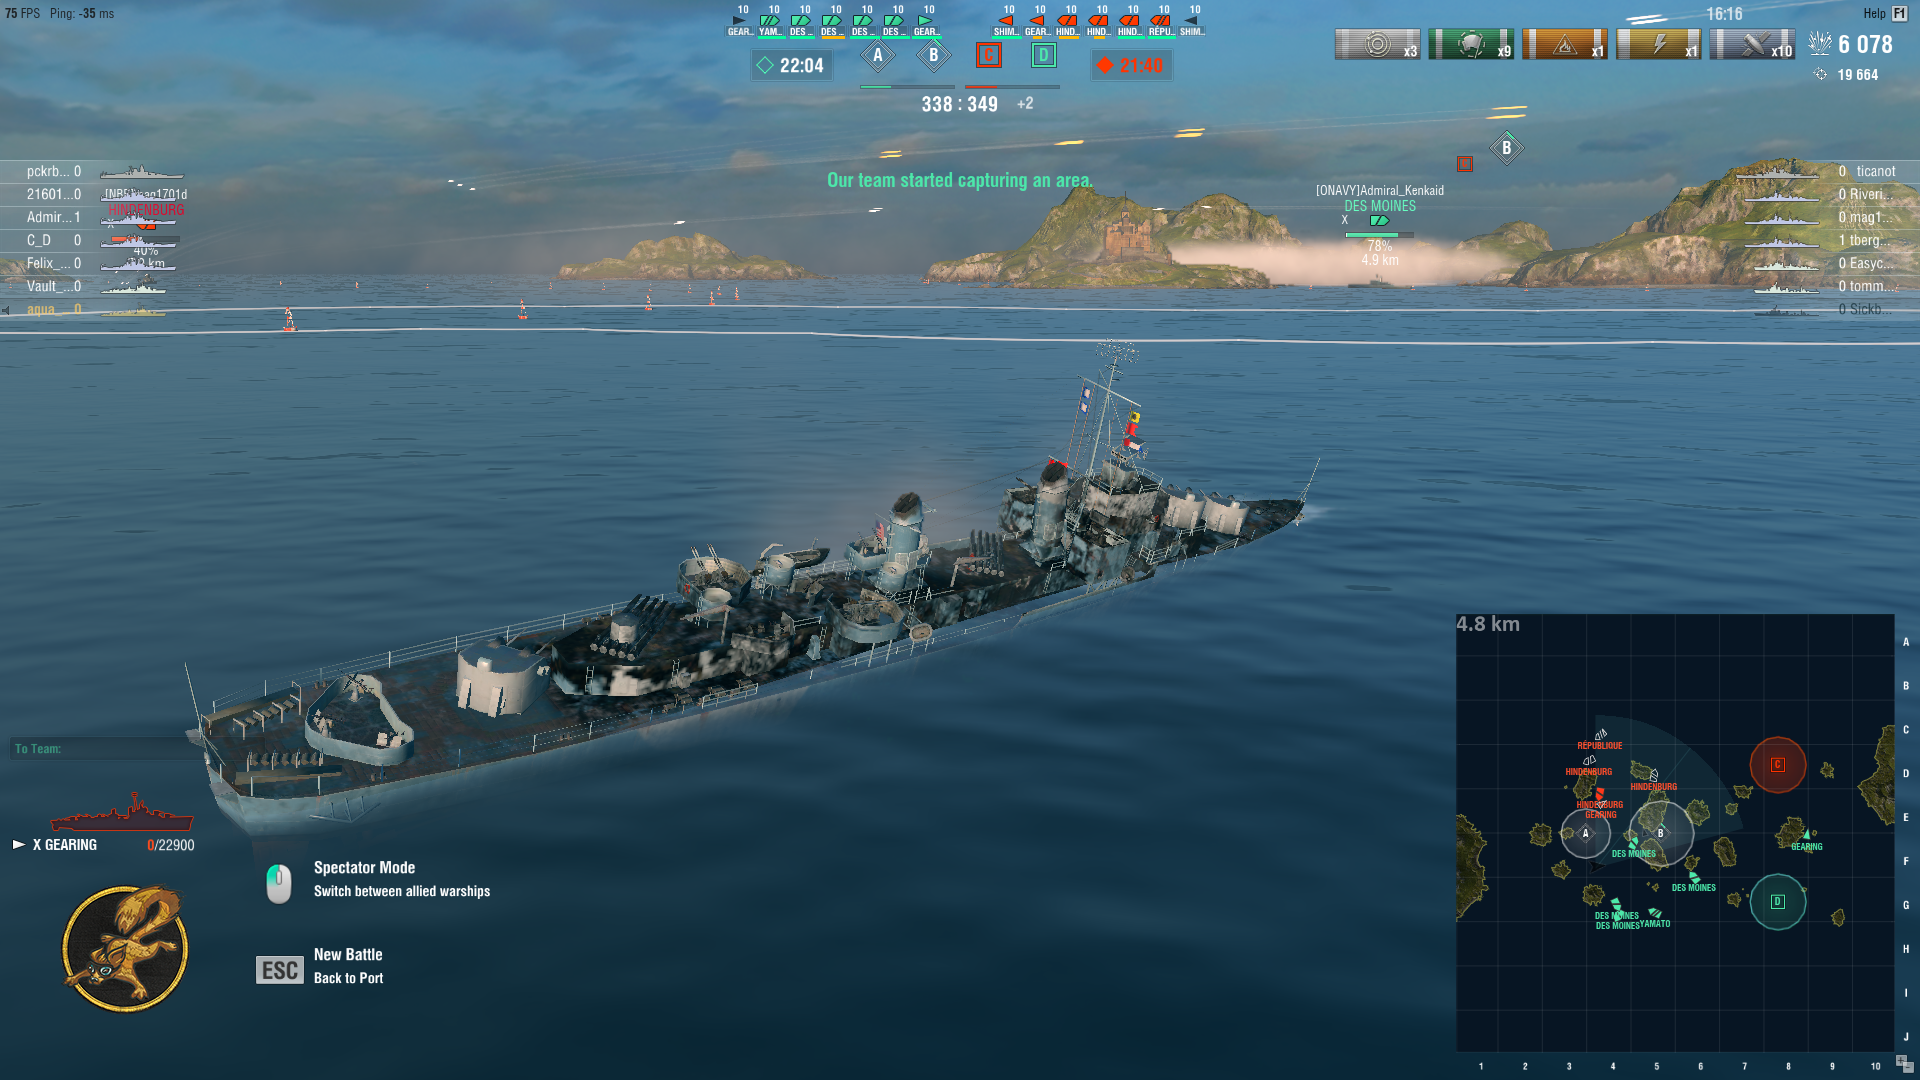 75 FPS Ping: -35 ms
16:16
Help F1
10 10 10 10 10 10 10
GEAR.. YAM... DES ... DES ... DES ... DES ... GEAR..
10 10 10 10 10 10 10
SHIM... GEAR.. HIND... HIND... HIND... RÉPU... SHIM...
22:04 A B C D 21:40
338 : 349 +2
x3 x9 x1 x1 x10
6 078
19 664
Our team started capturing an area.
B
pckrb... 0
21601...0
Admir...1
C_D 0
Felix_... 0
Vault_...0
aqua_... 0
HINDENBURG
40%
[ONAVY]Admiral_Kenkaid
DES MOINES
X
78%
4.9 km
0 ticanot
0 Riveri...
0 mag1...
1 tberg...
0 Easyc...
0 tomm...
0 Sickb...
To Team:
X GEARING 0/22900
Spectator Mode
Switch between allied warships
ESC
New Battle
Back to Port
4.8 km
RÉPUBLIQUE
HINDENBURG
HINDENBURG
HINDENBURG
GEARING
A B C D
DES MOINES
GEARING
DES MOINES
DES MOINES
DES MOINES YAMATO
A
B
C
D
E
F
G
H
I
J
1 2 3 4 5 6 7 8 9 10